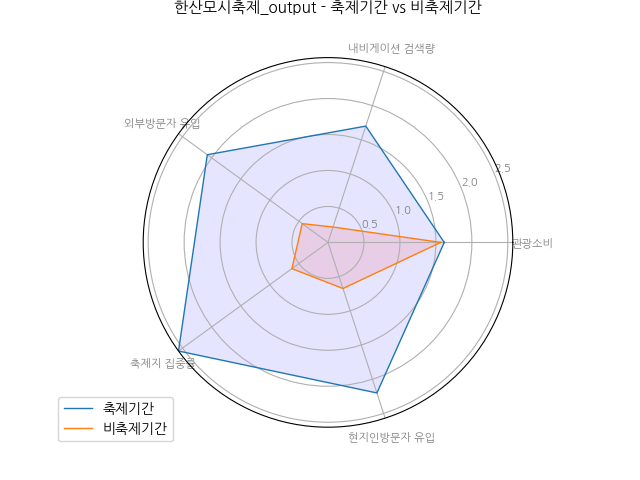 한산모시축제_output - 축제기간 vs 비축제기간
내비게이션 검색량
외부방문자 유입
2.5
2.0
1.5
1.0
0.5
관광소비
축제지 집중률
현지인방문자 유입
축제기간
비축제기간